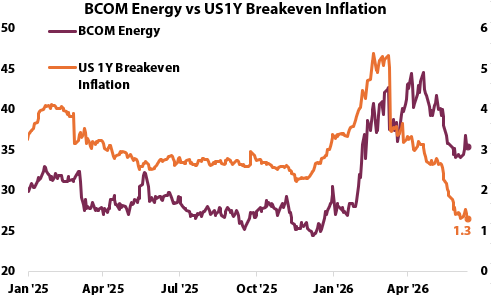 BCOM Energy vs US1Y Breakeven Inflation
50
6
BCOM Energy
45
5
US 1Y Breakeven
Inflation
40
4
35
3
30
2
25
1
1.3
20
0
Jan '25
Apr '25
Jul '25
Oct '25
Jan '26
Apr '26